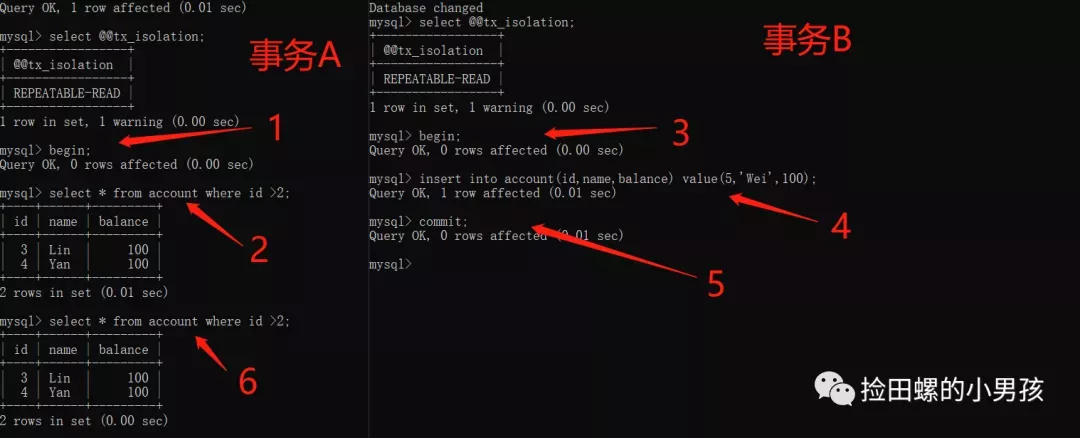 Query OK, 1 row affected (0.01 sec)
mysql> select @@tx_isolation;
+-----------------+
| @@tx_isolation |
+-----------------+
| REPEATABLE-READ |
+-----------------+
1 row in set, 1 warning (0.00 sec)
mysql> begin;
Query OK, 0 rows affected (0.00 sec)
mysql> select * from account where id >2;
+----+------+---------+
| id | name | balance |
+----+------+---------+
| 3 | Lin | 100 |
| 4 | Yan | 100 |
+----+------+---------+
2 rows in set (0.01 sec)
mysql> select * from account where id >2;
+----+------+---------+
| id | name | balance |
+----+------+---------+
| 3 | Lin | 100 |
| 4 | Yan | 100 |
+----+------+---------+
2 rows in set (0.00 sec)
事务A
1
2
6
Database changed
mysql> select @@tx_isolation;
+-----------------+
| @@tx_isolation |
+-----------------+
| REPEATABLE-READ |
+-----------------+
1 row in set, 1 warning (0.00 sec)
mysql> begin;
Query OK, 0 rows affected (0.00 sec)
mysql> insert into account(id,name,balance) value(5,'Wei',100);
Query OK, 1 row affected (0.01 sec)
mysql> commit;
Query OK, 0 rows affected (0.01 sec)
mysql>
事务B
3
4
5
捡田螺的小男孩